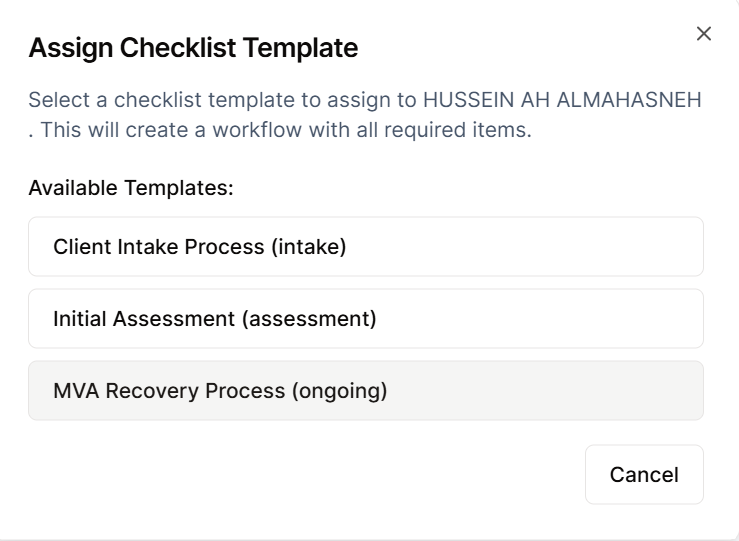 Assign Checklist Template
Select a checklist template to assign to HUSSEIN AH ALMAHASNEH
. This will create a workflow with all required items.
Available Templates:
Client Intake Process (intake)
Initial Assessment (assessment)
MVA Recovery Process (ongoing)
Cancel